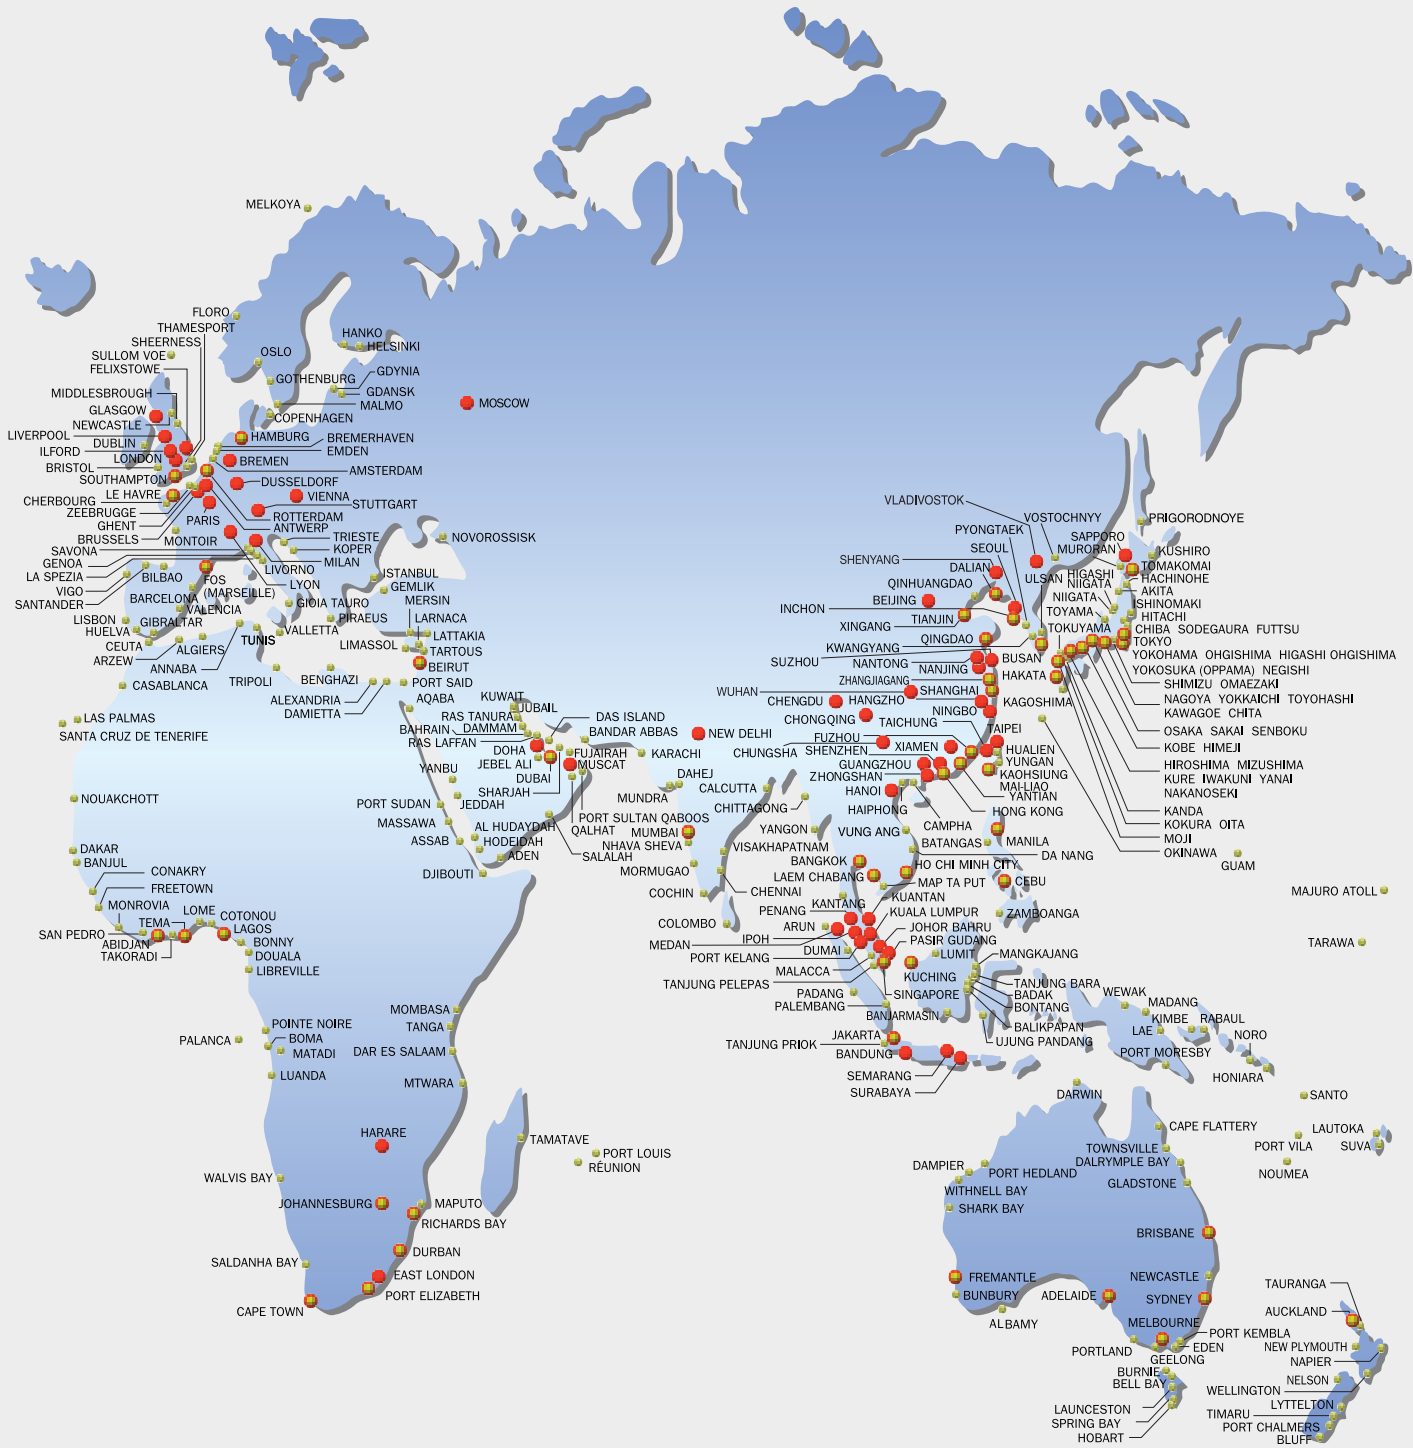 MELKOYA
FLORO
THAMESPORT
SHEERNESS
SULLOM VOE
FELIXSTOWE
MIDDLESBROUGH
GLASGOW
NEWCASTLE
LIVERPOOL
DUBLIN
ILFORD
LONDON
BRISTOL
SOUTHAMPTON
LE HAVRE
CHERBOURG
ZEEBRUGGE
GHENT
BRUSSELS
PARIS
HANKO
HELSINKI
OSLO
GOTHENBURG
GDYNIA
GDANSK
MALMO
COPENHAGEN
MOSCOW
HAMBURG
BREMERHAVEN
EMDEN
BREMEN
AMSTERDAM
DUSSELDORF
VIENNA
STUTTGART
ROTTERDAM
ANTWERP
MONTOIR
TRIESTE
KOPER
MILAN
SAVONA
GENOA
LIVORNO
LA SPEZIA
LYON
VIGO
BILBAO
FOS
(MARSEILLE)
SANTANDER
BARCELONA
VALENCIA
GIOIA TAURO
PIRAEUS
LISBON
GIBRALTAR
HUELVA
VALLETTA
TUNIS
CEUTA
ALGIERS
ARZEW
ANNABA
TRIPOLI
BENGHAZI
CASABLANCA
NOVOROSSISK
ISTANBUL
GEMLIK
MERSIN
LARNACA
LATTAKIA
LIMASSOL
TARTOUS
BEIRUT
PORT SAID
ALEXANDRIA
DAMIETTA
AQABA
LAS PALMAS
SANTA CRUZ DE TENERIFE
KUWAIT
JUBAIL
RAS TANURA
DAMMAM
BAHRAIN
RAS LAFFAN
DAS ISLAND
BANDAR ABBAS
DOHA
FUJAIRAH
JEBEL ALI
MUSCAT
DUBAI
SHARJAH
YANBU
JEDDAH
PORT SUDAN
MASSAWA
ASSAB
AL HUDAYDAH
HODEIDAH
ADEN
DJIBOUTI
PORT SULTAN QABOOS
QALHAT
SALALAH
NOUAKCHOTT
DAKAR
BANJUL
CONAKRY
FREETOWN
MONROVIA
LOME
TEMA
COTONOU
LAGOS
SAN PEDRO
ABIDJAN
TAKORADI
BONNY
DOUALA
LIBREVILLE
POINTE NOIRE
PALANCA
BOMA
MATADI
LUANDA
MOMBASA
TANGA
DAR ES SALAAM
MTWARA
HARARE
TAMATAVE
PORT LOUIS
RÉUNION
WALVIS BAY
JOHANNESBURG
MAPUTO
RICHARDS BAY
DURBAN
SALDANHA BAY
EAST LONDON
PORT ELIZABETH
CAPE TOWN
NEW DELHI
KARACHI
DAHEJ
MUNDRA
CALCUTTA
CHITTAGONG
MUMBAI
NHAVA SHEVA
VISAKHAPATNAM
MORMUGAO
CHENNAI
COCHIN
COLOMBO
VLADIVOSTOK
VOSTOCHNYY
PRIGORODNOYE
PYONGTAEK
SEOUL
SHENYANG
DALIAN
QINHUANGDAO
BEIJING
INCHON
TIANJIN
XINGANG
QINGDAO
KWANGYANG
SUZHOU
NANTONG
NANJING
ZHANGJIAGANG
WUHAN
SHANGHAI
CHENGDU
HANGZHO
NINGBO
CHONGQING
TAICHUNG
TAIPEI
FUZHOU
CHUNGSHA
XIAMEN
SHENZHEN
HUALIEN
YUNGAN
GUANGZHOU
KAOHSIUNG
ZHONGSHAN
MAI-LIAO
HANOI
YANTIAN
HAIPHONG
HONG KONG
CAMPHA
SAPPORO
MURORAN
KUSHIRO
TOMAKOMAI
ULSAN
HIGASHI
NIIGATA
HACHINOHE
AKITA
NIIGATA
ISHINOMAKI
TOYAMA
HITACHI
TOKUYAMA
CHIBA SODEGAURA FUTTSU
TOKYO
BUSAN
YOKOHAMA OHGISHIMA HIGASHI OHGISHIMA
HAKATA
YOKOSUKA (OPPAMA) NEGISHI
SHIMIZU OMAEZAKI
KAGOSHIMA
NAGOYA YOKKAICHI TOYOHASHI
KAWAGOE CHITA
OSAKA SAKAI SENBOKU
KOBE HIMEJI
HIROSHIMA MIZUSHIMA
KURE IWAKUNI YANAI
NAKANOSEKI
KANDA
KOKURA OITA
MOJI
OKINAWA
GUAM
YANGON
VUNG ANG
BATANGAS
MANILA
DA NANG
BANGKOK
HO CHI MINH CITY
LAEM CHABANG
MAP TA PUT
CEBU
KUANTAN
KANTANG
PENANG
KUALA LUMPUR
ZAMBOANGA
ARUN
JOHOR BAHRU
IPOH
MEDAN
PASIR GUDANG
DUMAI
LUMIT
PORT KELANG
MANGKAJANG
MALACCA
KUCHING
TANJUNG PELEPAS
TANJUNG BARA
PADANG
SINGAPORE
BADAK
PALEMBANG
BONTANG
BANJARMASIN
BALIKPAPAN
UJUNG PANDANG
JAKARTA
TANJUNG PRIOK
BANDUNG
SEMARANG
SURABAYA
MAJURO ATOLL
TARAWA
WEWAK
MADANG
KIMBE
RABAUL
LAE
NORO
PORT MORESBY
HONIARA
SANTO
DARWIN
CAPE FLATTERY
LAUTOKA
PORT VILA
SUVA
NOUMEA
TOWNSVILLE
DALRYMPLE BAY
GLADSTONE
DAMPIER
PORT HEDLAND
WITHNELL BAY
SHARK BAY
BRISBANE
FREMANTLE
BUNBURY
ALBAMY
ADELAIDE
NEWCASTLE
SYDNEY
MELBOURNE
PORT KEMBLA
PORTLAND
EDEN
GEELONG
BURNIE
BELL BAY
LAUNCESTON
SPRING BAY
HOBART
TAURANGA
AUCKLAND
NEW PLYMOUTH
NAPIER
NELSON
WELLINGTON
LYTTELTON
TIMARU
PORT CHALMERS
BLUFF